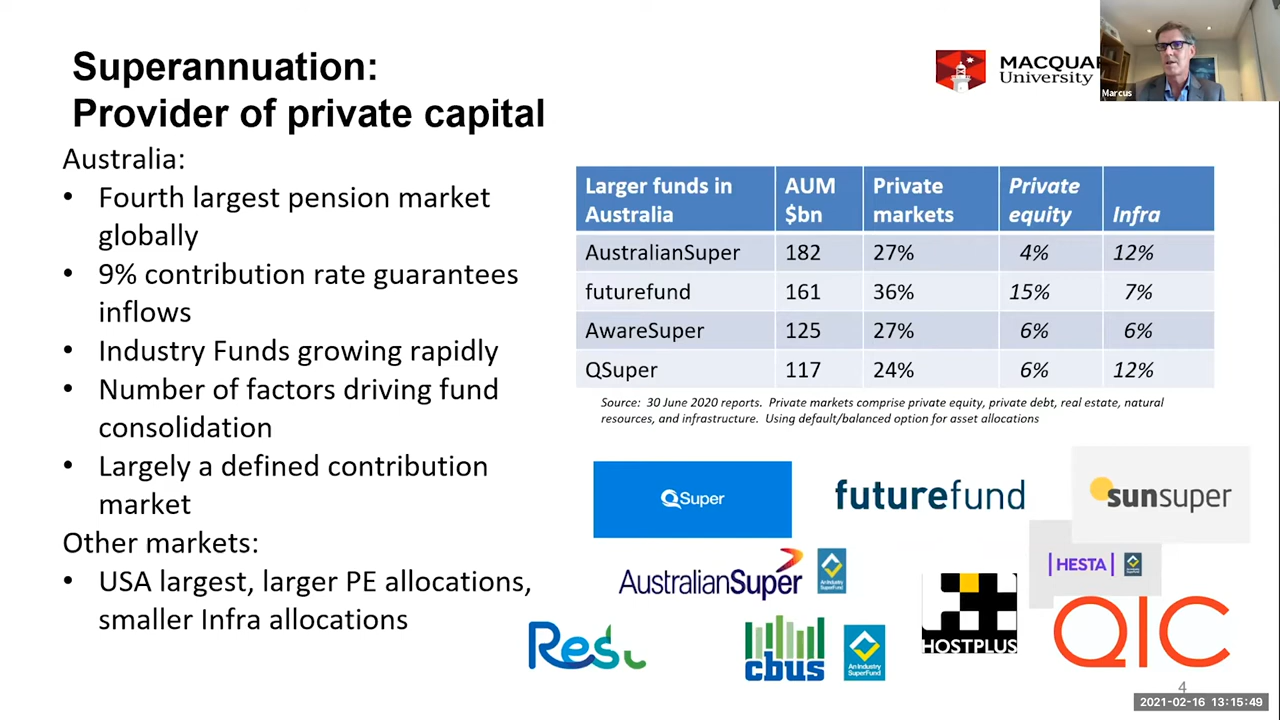 Superannuation:
Provider of private capital
MACQUAR
University
Marcus
Australia:
• Fourth largest pension market
globally
• 9% contribution rate guarantees
inflows
• Industry Funds growing rapidly
• Number of factors driving fund
consolidation
• Largely a defined contribution
market
Other markets:
• USA largest, larger PE allocations,
smaller Infra allocations
Larger funds in Australia AUM $bn Private markets Private equity Infra
AustralianSuper 182 27% 4% 12%
futurefund 161 36% 15% 7%
AwareSuper 125 27% 6% 6%
QSuper 117 24% 6% 12%
Source: 30 June 2020 reports. Private markets comprise private equity, private debt, real estate, natural
resources, and infrastructure. Using default/balanced option for asset allocations
QSuper
futurefund
sunsuper
AustralianSuper
An Industry
SuperFund
HESTA
HOSTPLUS
QIC
cbus
An Industry
SuperFund
4
2021-02-16 13:15:49